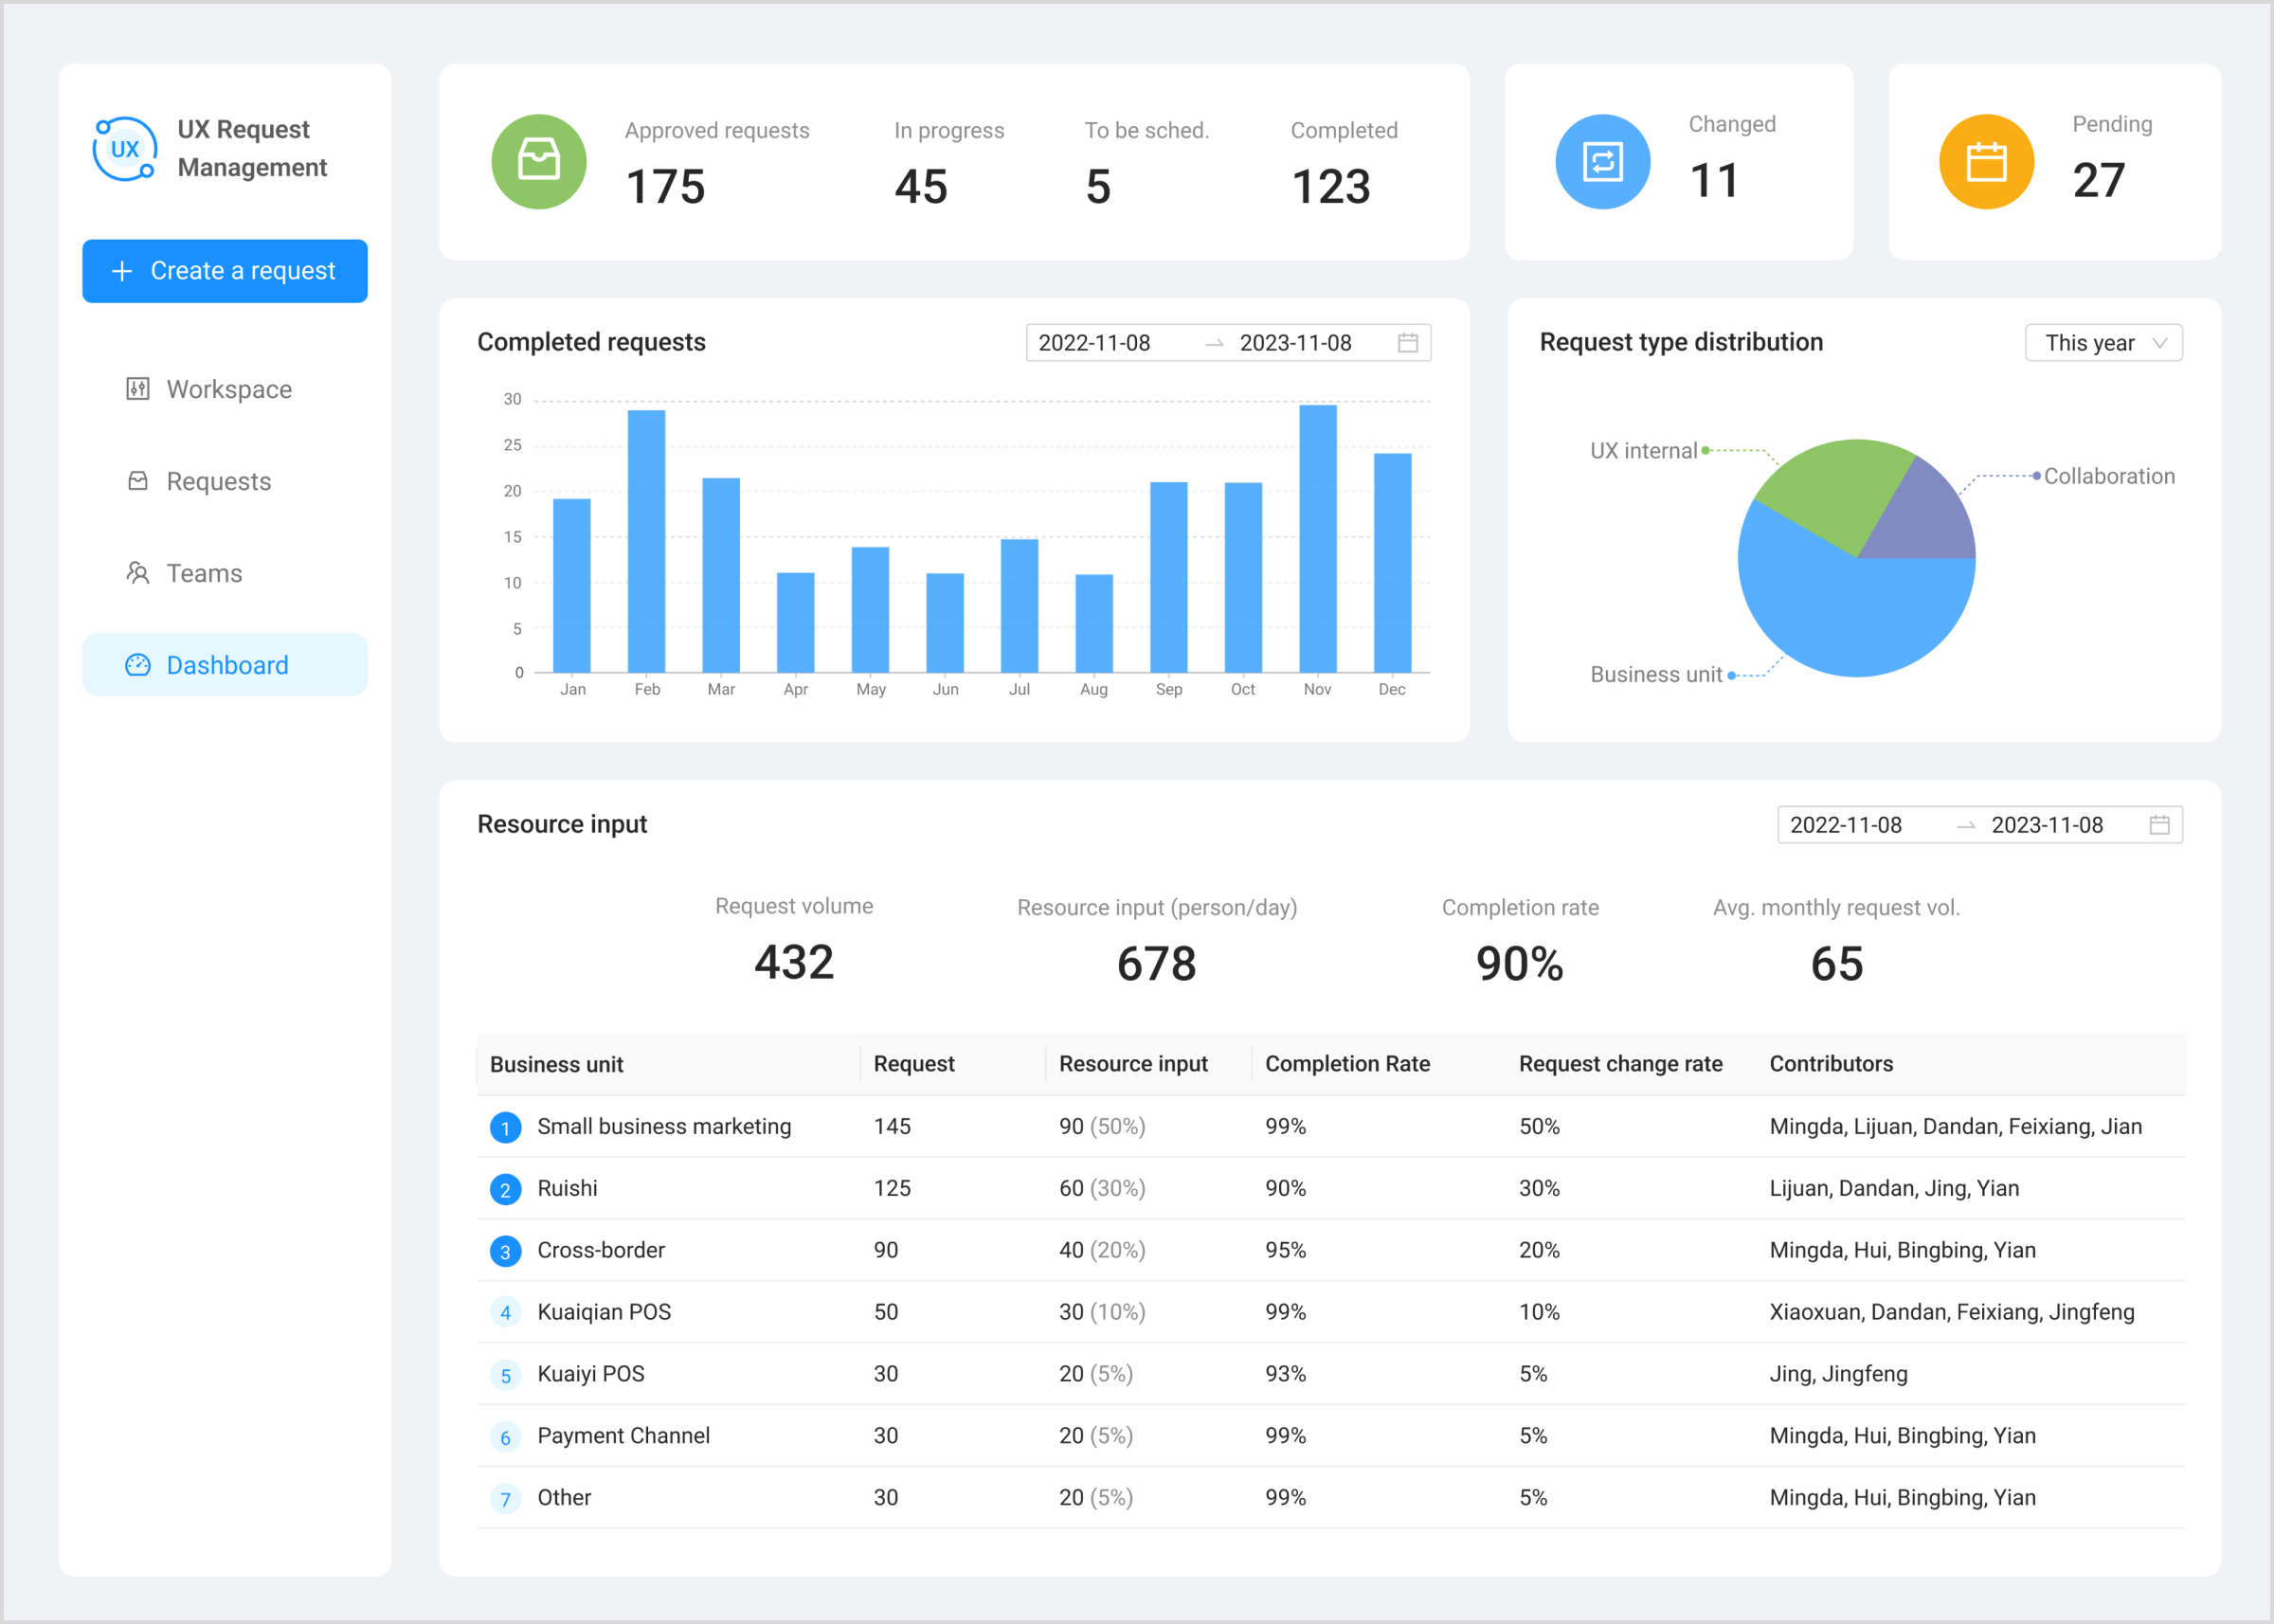 UX
UX Request
Management
Create a request
Workspace
Requests
Teams
Dashboard
Approved requests
175
In progress
45
To be sched.
5
Completed
123
Changed
11
Pending
27
Completed requests
2022-11-08 → 2023-11-08
30
25
20
15
10
5
0
Jan Feb Mar Apr May Jun Jul Aug Sep Oct Nov Dec
Request type distribution
This year
UX internal
Collaboration
Business unit
Resource input
2022-11-08 → 2023-11-08
Request volume
432
Resource input (person/day)
678
Completion rate
90%
Avg. monthly request vol.
65
Business unit Request Resource input Completion Rate Request change rate Contributors
1 Small business marketing 145 90 (50%) 99% 50% Mingda, Lijuan, Dandan, Feixiang, Jian
2 Ruishi 125 60 (30%) 90% 30% Lijuan, Dandan, Jing, Yian
3 Cross-border 90 40 (20%) 95% 20% Mingda, Hui, Bingbing, Yian
4 Kuaiqian POS 50 30 (10%) 99% 10% Xiaoxuan, Dandan, Feixiang, Jingfeng
5 Kuaiyi POS 30 20 (5%) 93% 5% Jing, Jingfeng
6 Payment Channel 30 20 (5%) 99% 5% Mingda, Hui, Bingbing, Yian
7 Other 30 20 (5%) 99% 5% Mingda, Hui, Bingbing, Yian